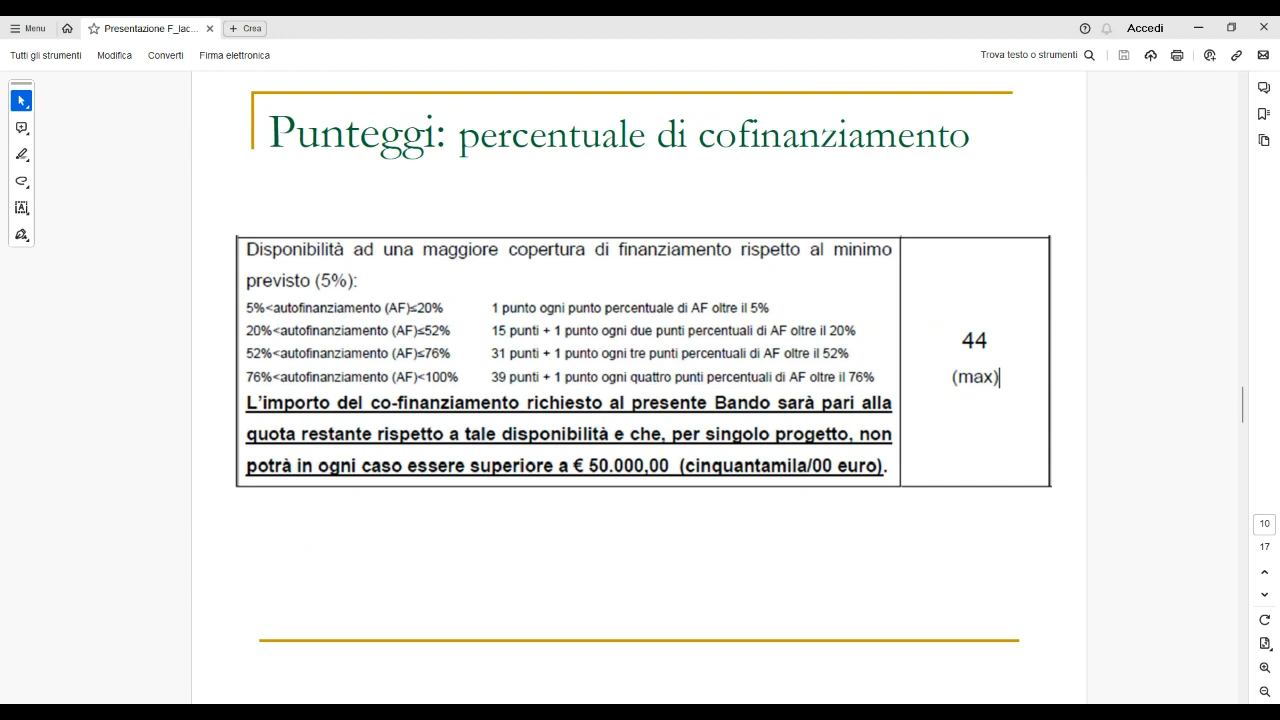 Menu
Presentazione F_Iac...
Crea
Accedi
Tutti gli strumenti Modifica Converti Firma elettronica
Trova testo o strumenti
Punteggi: percentuale di cofinanziamento
Disponibilità ad una maggiore copertura di finanziamento rispetto al minimo
previsto (5%):
5%<autofinanziamento (AF)≤20% 1 punto ogni punto percentuale di AF oltre il 5%
20%<autofinanziamento (AF)≤52% 15 punti + 1 punto ogni due punti percentuali di AF oltre il 20%
52%<autofinanziamento (AF)≤76% 31 punti + 1 punto ogni tre punti percentuali di AF oltre il 52%
76%<autofinanziamento (AF)<100% 39 punti + 1 punto ogni quattro punti percentuali di AF oltre il 76%
L'importo del co-finanziamento richiesto al presente Bando sarà pari alla
quota restante rispetto a tale disponibilità e che, per singolo progetto, non
potrà in ogni caso essere superiore a € 50.000,00 (cinquantamila/00 euro).
44
(max)
10
17